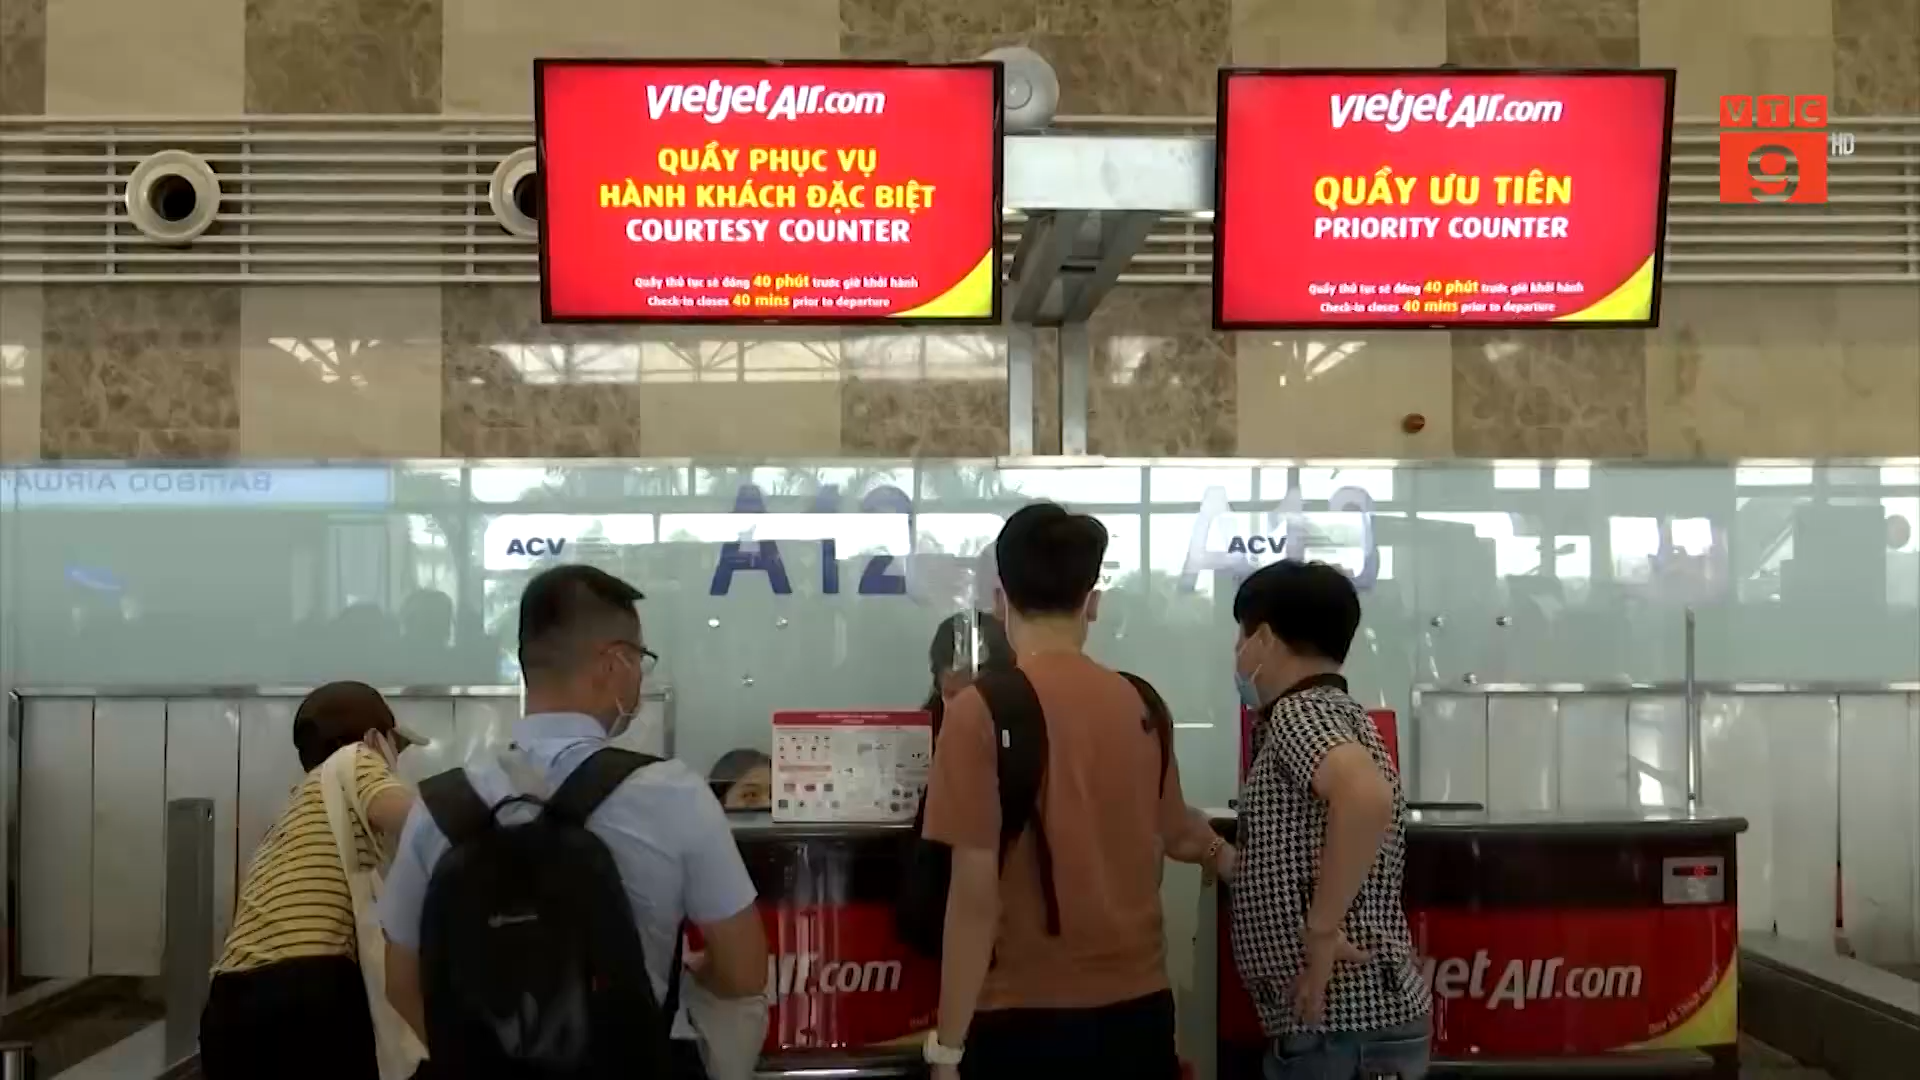 vietjetAir.com
QUẦY PHỤC VỤ
HÀNH KHÁCH ĐẶC BIỆT
COURTESY COUNTER
Quầy thủ tục sẽ đóng 40 phút trước giờ khởi hành
Check-in closes 40 mins prior to departure
vietjetAir.com
QUẦY ƯU TIÊN
PRIORITY COUNTER
Quầy thủ tục sẽ đóng 40 phút trước giờ khởi hành
Check-in closes 40 mins prior to departure
VTC
9
HD
BAMBOO AIRWA
ACV
A12
ACV
A13
Air.com
jetAir.com